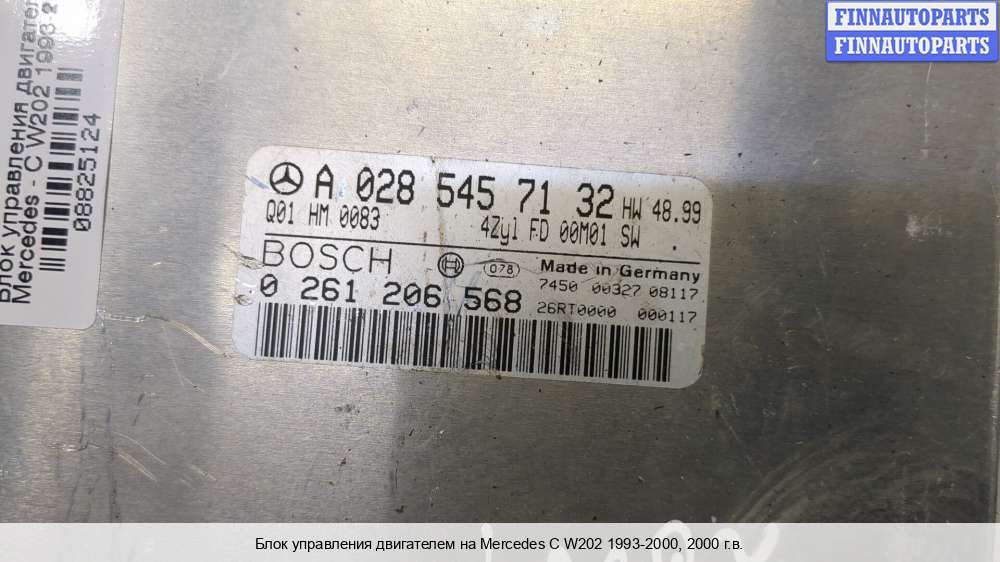 FINNAUTOPARTS
FINNAUTOPARTS
Блок управления двигател
Mercedes - C W202 1993-2
08825124
A 028 545 71 32 HW 48.99
Q01 HM 0083 4Zyl FD 00M01 SW
BOSCH 078 Made in Germany
7450 00327 08117
0 261 206 568 26RT0000 000117
Блок управления двигателем на Mercedes C W202 1993-2000, 2000 г.в.